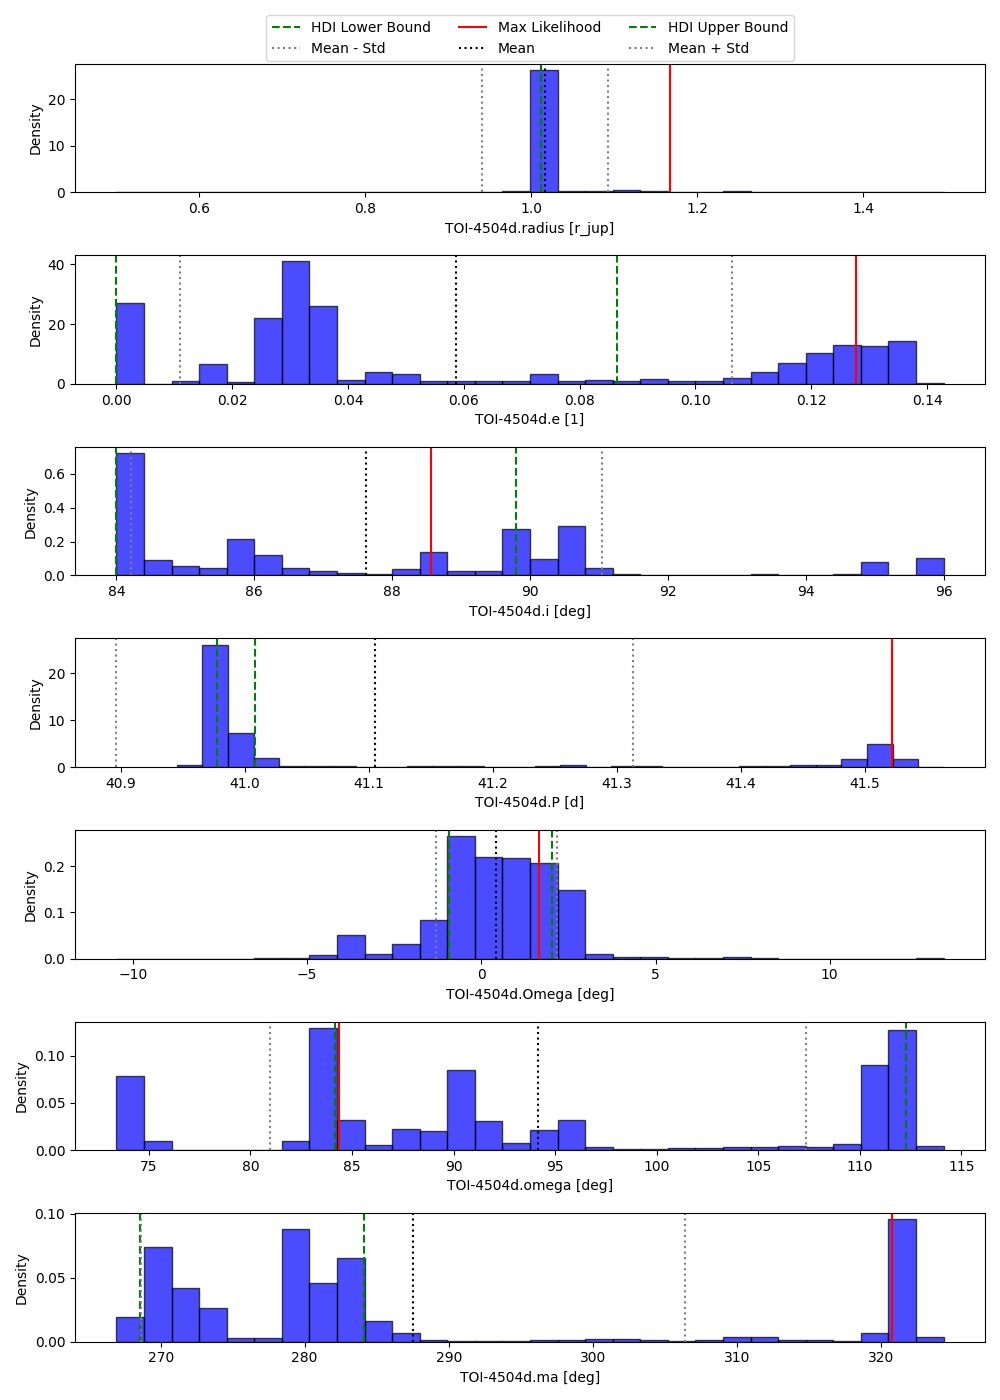 HDI Lower Bound Max Likelihood HDI Upper Bound
Mean - Std Mean Mean + Std
20
10
0
Density
0.6 0.8 1.0 1.2 1.4
TOI-4504d.radius [r_jup]
40
20
0
Density
0.00 0.02 0.04 0.06 0.08 0.10 0.12 0.14
TOI-4504d.e [1]
0.6
0.4
0.2
0.0
Density
84 86 88 90 92 94 96
TOI-4504d.i [deg]
20
10
0
Density
40.9 41.0 41.1 41.2 41.3 41.4 41.5
TOI-4504d.P [d]
0.2
0.1
0.0
Density
−10 −5 0 5 10
TOI-4504d.Omega [deg]
0.10
0.05
0.00
Density
75 80 85 90 95 100 105 110 115
TOI-4504d.omega [deg]
0.10
0.05
0.00
Density
270 280 290 300 310 320
TOI-4504d.ma [deg]